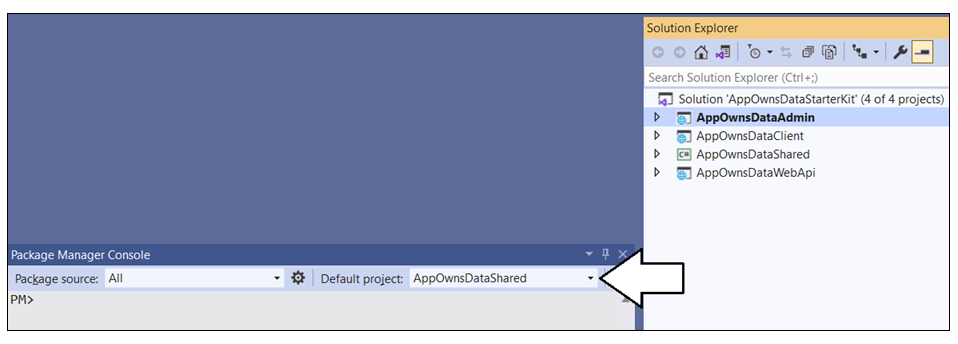 Solution Explorer
Search Solution Explorer (Ctrl+;)
Solution 'AppOwnsDataStarterKit' (4 of 4 projects)
AppOwnsDataAdmin
AppOwnsDataClient
C# AppOwnsDataShared
AppOwnsDataWebApi
Package Manager Console
Package source: All Default project: AppOwnsDataShared
PM>